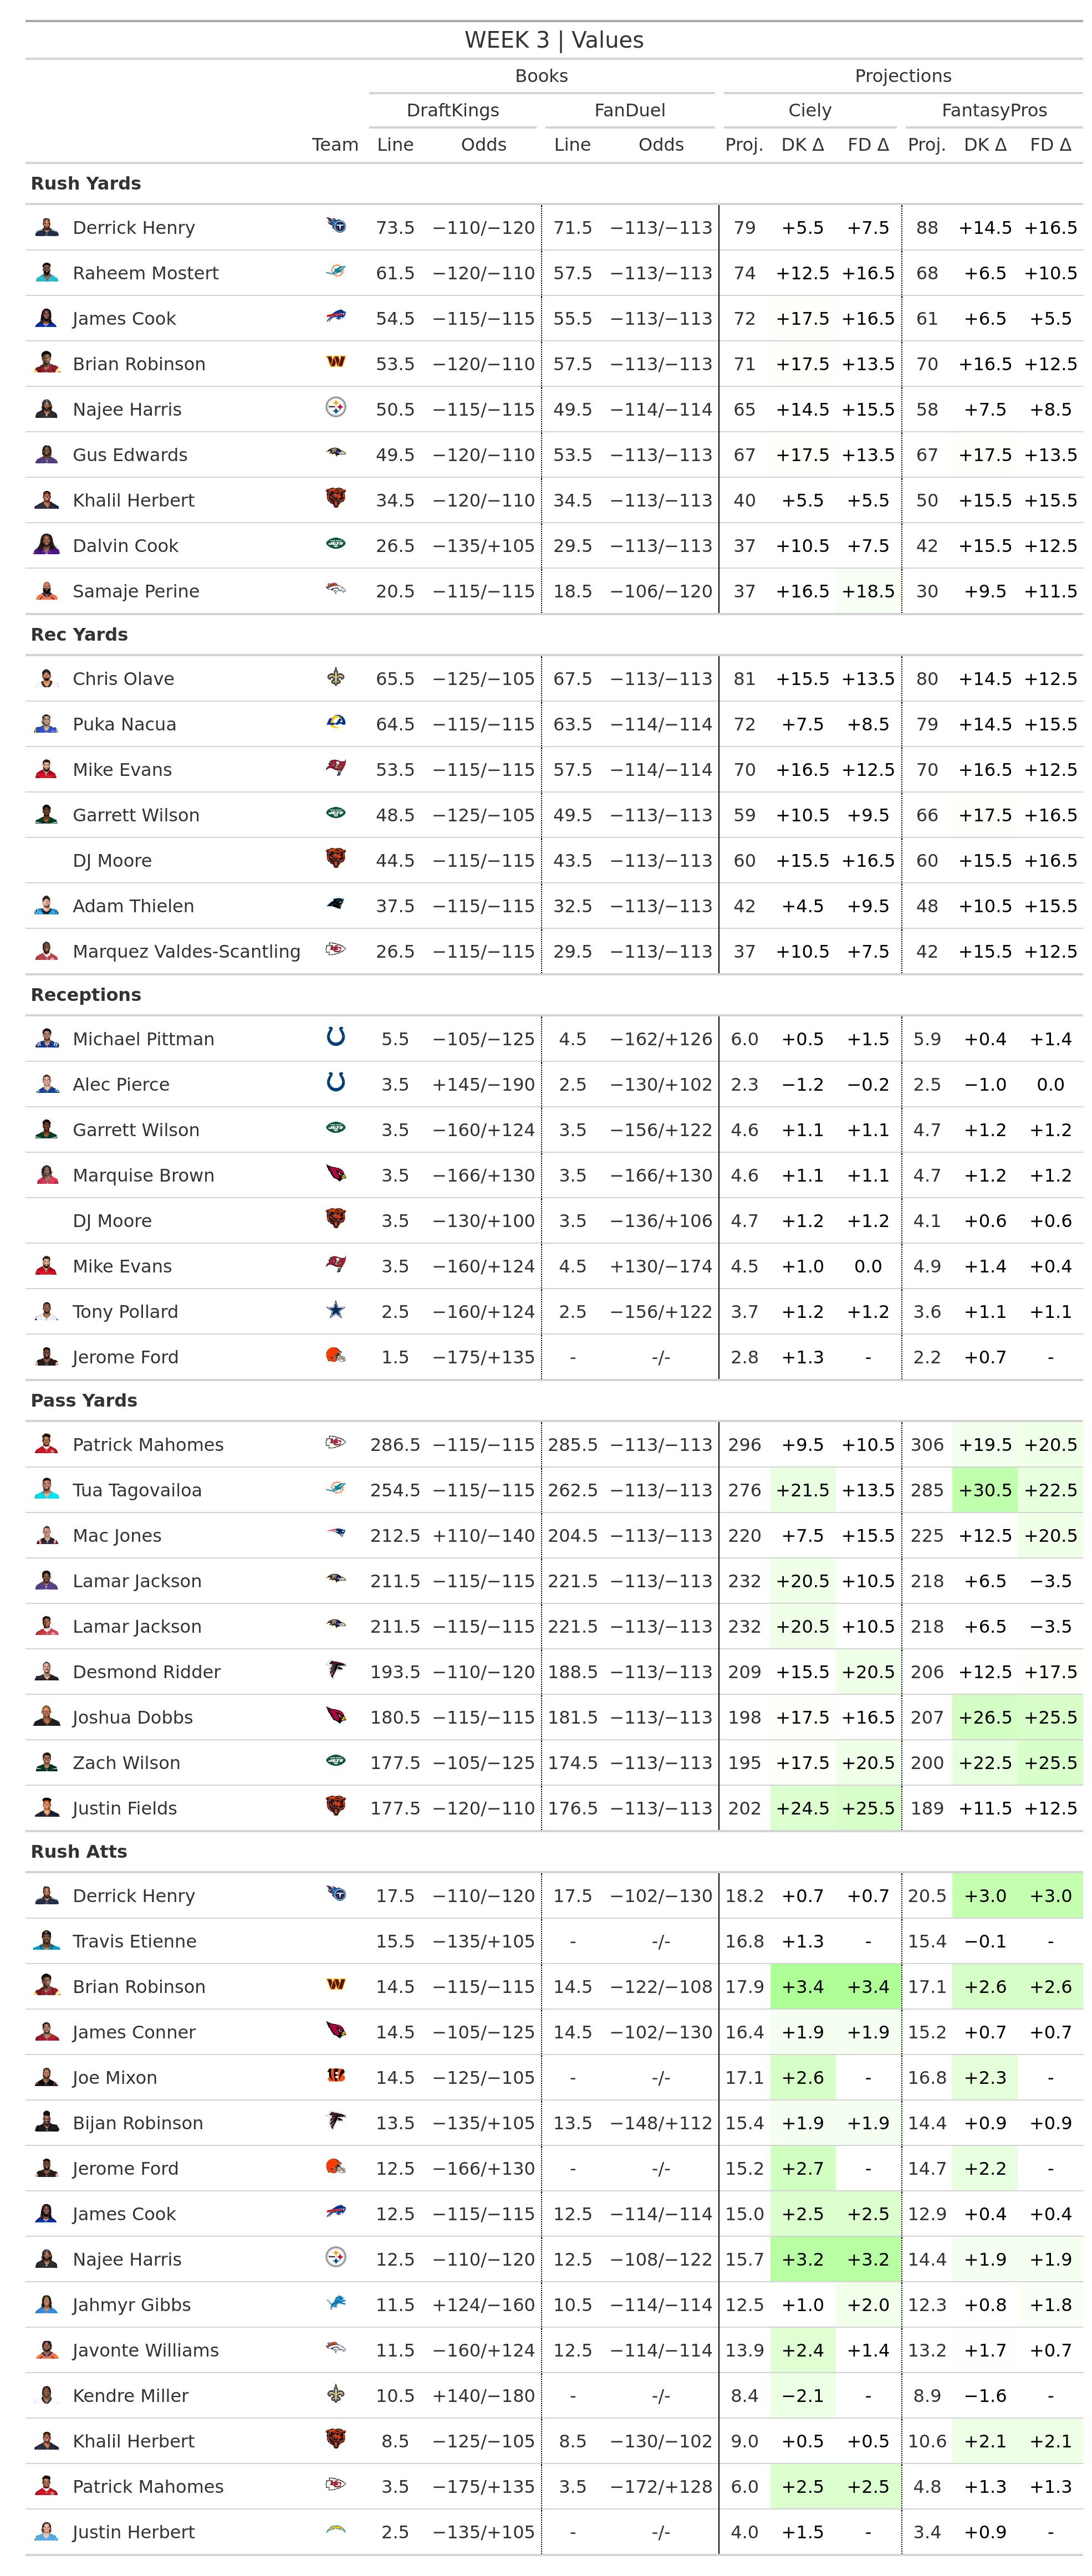 WEEK 3 | Values
Books Projections
DraftKings FanDuel Ciely FantasyPros
Team Line Odds Line Odds Proj. DK Δ FD Δ Proj. DK Δ FD Δ
Rush Yards
Derrick Henry 73.5 −110/−120 71.5 −113/−113 79 +5.5 +7.5 88 +14.5 +16.5
Raheem Mostert 61.5 −120/−110 57.5 −113/−113 74 +12.5 +16.5 68 +6.5 +10.5
James Cook 54.5 −115/−115 55.5 −113/−113 72 +17.5 +16.5 61 +6.5 +5.5
Brian Robinson 53.5 −120/−110 57.5 −113/−113 71 +17.5 +13.5 70 +16.5 +12.5
Najee Harris 50.5 −115/−115 49.5 −114/−114 65 +14.5 +15.5 58 +7.5 +8.5
Gus Edwards 49.5 −120/−110 53.5 −113/−113 67 +17.5 +13.5 67 +17.5 +13.5
Khalil Herbert 34.5 −120/−110 34.5 −113/−113 40 +5.5 +5.5 50 +15.5 +15.5
Dalvin Cook 26.5 −135/+105 29.5 −113/−113 37 +10.5 +7.5 42 +15.5 +12.5
Samaje Perine 20.5 −115/−115 18.5 −106/−120 37 +16.5 +18.5 30 +9.5 +11.5
Rec Yards
Chris Olave 65.5 −125/−105 67.5 −113/−113 81 +15.5 +13.5 80 +14.5 +12.5
Puka Nacua 64.5 −115/−115 63.5 −114/−114 72 +7.5 +8.5 79 +14.5 +15.5
Mike Evans 53.5 −115/−115 57.5 −114/−114 70 +16.5 +12.5 70 +16.5 +12.5
Garrett Wilson 48.5 −125/−105 49.5 −113/−113 59 +10.5 +9.5 66 +17.5 +16.5
DJ Moore 44.5 −115/−115 43.5 −113/−113 60 +15.5 +16.5 60 +15.5 +16.5
Adam Thielen 37.5 −115/−115 32.5 −113/−113 42 +4.5 +9.5 48 +10.5 +15.5
Marquez Valdes-Scantling 26.5 −115/−115 29.5 −113/−113 37 +10.5 +7.5 42 +15.5 +12.5
Receptions
Michael Pittman 5.5 −105/−125 4.5 −162/+126 6.0 +0.5 +1.5 5.9 +0.4 +1.4
Alec Pierce 3.5 +145/−190 2.5 −130/+102 2.3 −1.2 −0.2 2.5 −1.0 0.0
Garrett Wilson 3.5 −160/+124 3.5 −156/+122 4.6 +1.1 +1.1 4.7 +1.2 +1.2
Marquise Brown 3.5 −166/+130 3.5 −166/+130 4.6 +1.1 +1.1 4.7 +1.2 +1.2
DJ Moore 3.5 −130/+100 3.5 −136/+106 4.7 +1.2 +1.2 4.1 +0.6 +0.6
Mike Evans 3.5 −160/+124 4.5 +130/−174 4.5 +1.0 0.0 4.9 +1.4 +0.4
Tony Pollard 2.5 −160/+124 2.5 −156/+122 3.7 +1.2 +1.2 3.6 +1.1 +1.1
Jerome Ford 1.5 −175/+135 - -/- 2.8 +1.3 - 2.2 +0.7 -
Pass Yards
Patrick Mahomes 286.5 −115/−115 285.5 −113/−113 296 +9.5 +10.5 306 +19.5 +20.5
Tua Tagovailoa 254.5 −115/−115 262.5 −113/−113 276 +21.5 +13.5 285 +30.5 +22.5
Mac Jones 212.5 +110/−140 204.5 −113/−113 220 +7.5 +15.5 225 +12.5 +20.5
Lamar Jackson 211.5 −115/−115 221.5 −113/−113 232 +20.5 +10.5 218 +6.5 −3.5
Lamar Jackson 211.5 −115/−115 221.5 −113/−113 232 +20.5 +10.5 218 +6.5 −3.5
Desmond Ridder 193.5 −110/−120 188.5 −113/−113 209 +15.5 +20.5 206 +12.5 +17.5
Joshua Dobbs 180.5 −115/−115 181.5 −113/−113 198 +17.5 +16.5 207 +26.5 +25.5
Zach Wilson 177.5 −105/−125 174.5 −113/−113 195 +17.5 +20.5 200 +22.5 +25.5
Justin Fields 177.5 −120/−110 176.5 −113/−113 202 +24.5 +25.5 189 +11.5 +12.5
Rush Atts
Derrick Henry 17.5 −110/−120 17.5 −102/−130 18.2 +0.7 +0.7 20.5 +3.0 +3.0
Travis Etienne 15.5 −135/+105 - -/- 16.8 +1.3 - 15.4 −0.1 -
Brian Robinson 14.5 −115/−115 14.5 −122/−108 17.9 +3.4 +3.4 17.1 +2.6 +2.6
James Conner 14.5 −105/−125 14.5 −102/−130 16.4 +1.9 +1.9 15.2 +0.7 +0.7
Joe Mixon 14.5 −125/−105 - -/- 17.1 +2.6 - 16.8 +2.3 -
Bijan Robinson 13.5 −135/+105 13.5 −148/+112 15.4 +1.9 +1.9 14.4 +0.9 +0.9
Jerome Ford 12.5 −166/+130 - -/- 15.2 +2.7 - 14.7 +2.2 -
James Cook 12.5 −115/−115 12.5 −114/−114 15.0 +2.5 +2.5 12.9 +0.4 +0.4
Najee Harris 12.5 −110/−120 12.5 −108/−122 15.7 +3.2 +3.2 14.4 +1.9 +1.9
Jahmyr Gibbs 11.5 +124/−160 10.5 −114/−114 12.5 +1.0 +2.0 12.3 +0.8 +1.8
Javonte Williams 11.5 −160/+124 12.5 −114/−114 13.9 +2.4 +1.4 13.2 +1.7 +0.7
Kendre Miller 10.5 +140/−180 - -/- 8.4 −2.1 - 8.9 −1.6 -
Khalil Herbert 8.5 −125/−105 8.5 −130/−102 9.0 +0.5 +0.5 10.6 +2.1 +2.1
Patrick Mahomes 3.5 −175/+135 3.5 −172/+128 6.0 +2.5 +2.5 4.8 +1.3 +1.3
Justin Herbert 2.5 −135/+105 - -/- 4.0 +1.5 - 3.4 +0.9 -